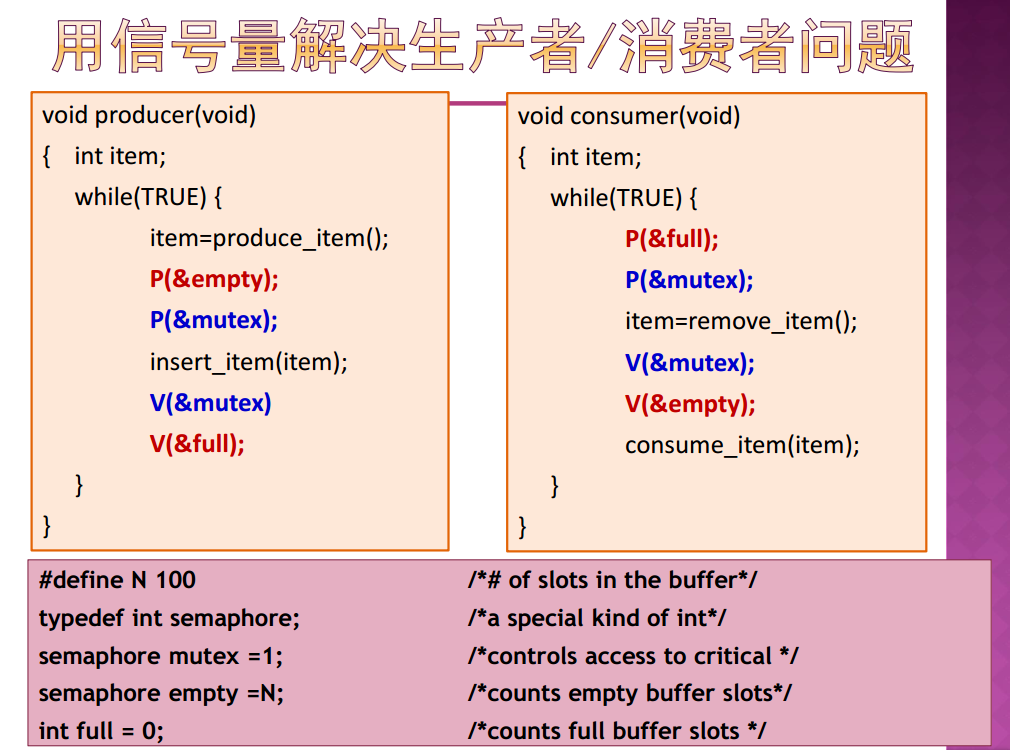 用信号量解决生产者/消费者问题
void producer(void)
{ int item;
while(TRUE) {
item=produce_item();
P(&empty);
P(&mutex);
insert_item(item);
V(&mutex)
V(&full);
}
}
void consumer(void)
{ int item;
while(TRUE) {
P(&full);
P(&mutex);
item=remove_item();
V(&mutex);
V(&empty);
consume_item(item);
}
}
#define N 100 /*# of slots in the buffer*/
typedef int semaphore; /*a special kind of int*/
semaphore mutex =1; /*controls access to critical */
semaphore empty =N; /*counts empty buffer slots*/
int full = 0; /*counts full buffer slots */